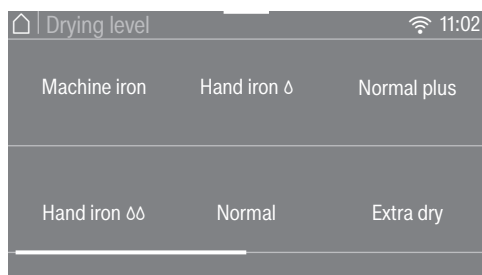 Drying level 11:02
Machine iron Hand iron Normal plus
Hand iron Normal Extra dry